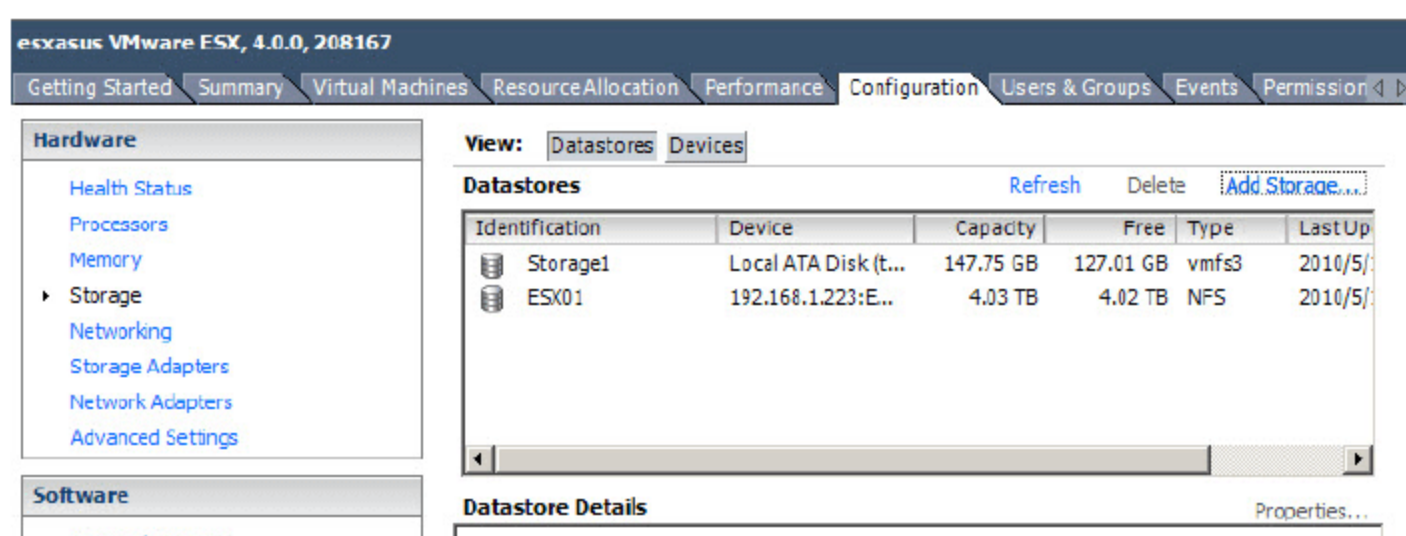 esxasus VMware ESX, 4.0.0, 208167
Getting Started Summary Virtual Machines Resource Allocation Performance Configuration Users & Groups Events Permission
Hardware
Health Status
Processors
Memory
Storage
Networking
Storage Adapters
Network Adapters
Advanced Settings
Software
View: Datastores Devices
Datastores Refresh Delete Add Storage...
Identification Device Capacity Free Type Last Up
Storage1 Local ATA Disk (t... 147.75 GB 127.01 GB vmfs3 2010/5/
ESX01 192.168.1.223:E... 4.03 TB 4.02 TB NFS 2010/5/
Datastore Details Properties...